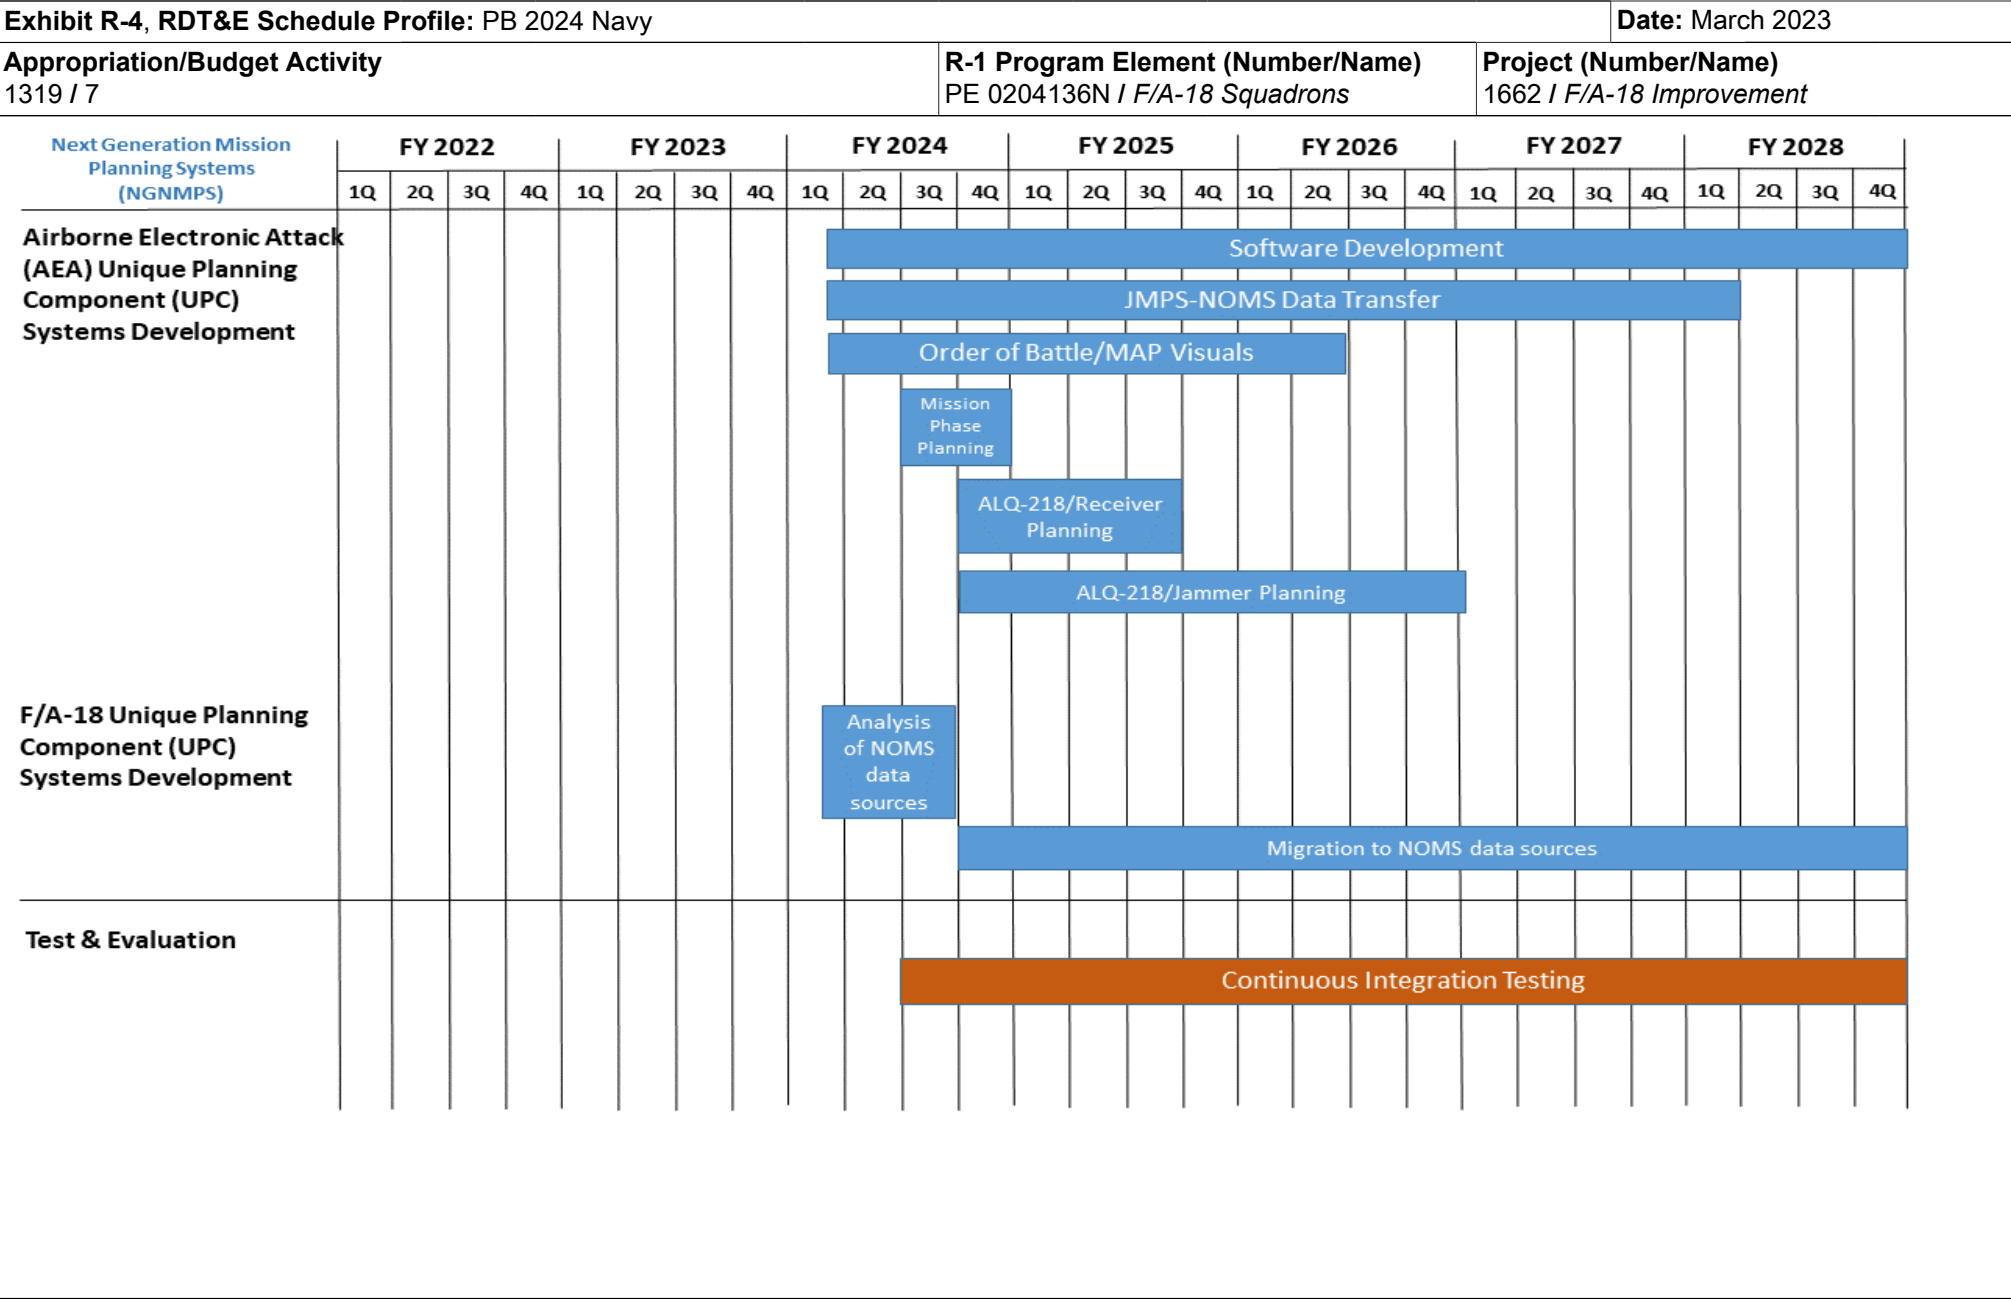 Exhibit R-4, RDT&E Schedule Profile: PB 2024 Navy
Date: March 2023
Appropriation/Budget Activity
1319 / 7
R-1 Program Element (Number/Name)
PE 0204136N / F/A-18 Squadrons
Project (Number/Name)
1662 / F/A-18 Improvement
Next Generation Mission
Planning Systems
(NGNMPS)
FY 2022 FY 2023 FY 2024 FY 2025 FY 2026 FY 2027 FY 2028
1Q 2Q 3Q 4Q 1Q 2Q 3Q 4Q 1Q 2Q 3Q 4Q 1Q 2Q 3Q 4Q 1Q 2Q 3Q 4Q 1Q 2Q 3Q 4Q 1Q 2Q 3Q 4Q
Airborne Electronic Attack
(AEA) Unique Planning
Component (UPC)
Systems Development
Software Development
JMPS-NOMS Data Transfer
Order of Battle/MAP Visuals
Mission
Phase
Planning
ALQ-218/Receiver
Planning
ALQ-218/Jammer Planning
F/A-18 Unique Planning
Component (UPC)
Systems Development
Analysis
of NOMS
data
sources
Migration to NOMS data sources
Test & Evaluation
Continuous Integration Testing